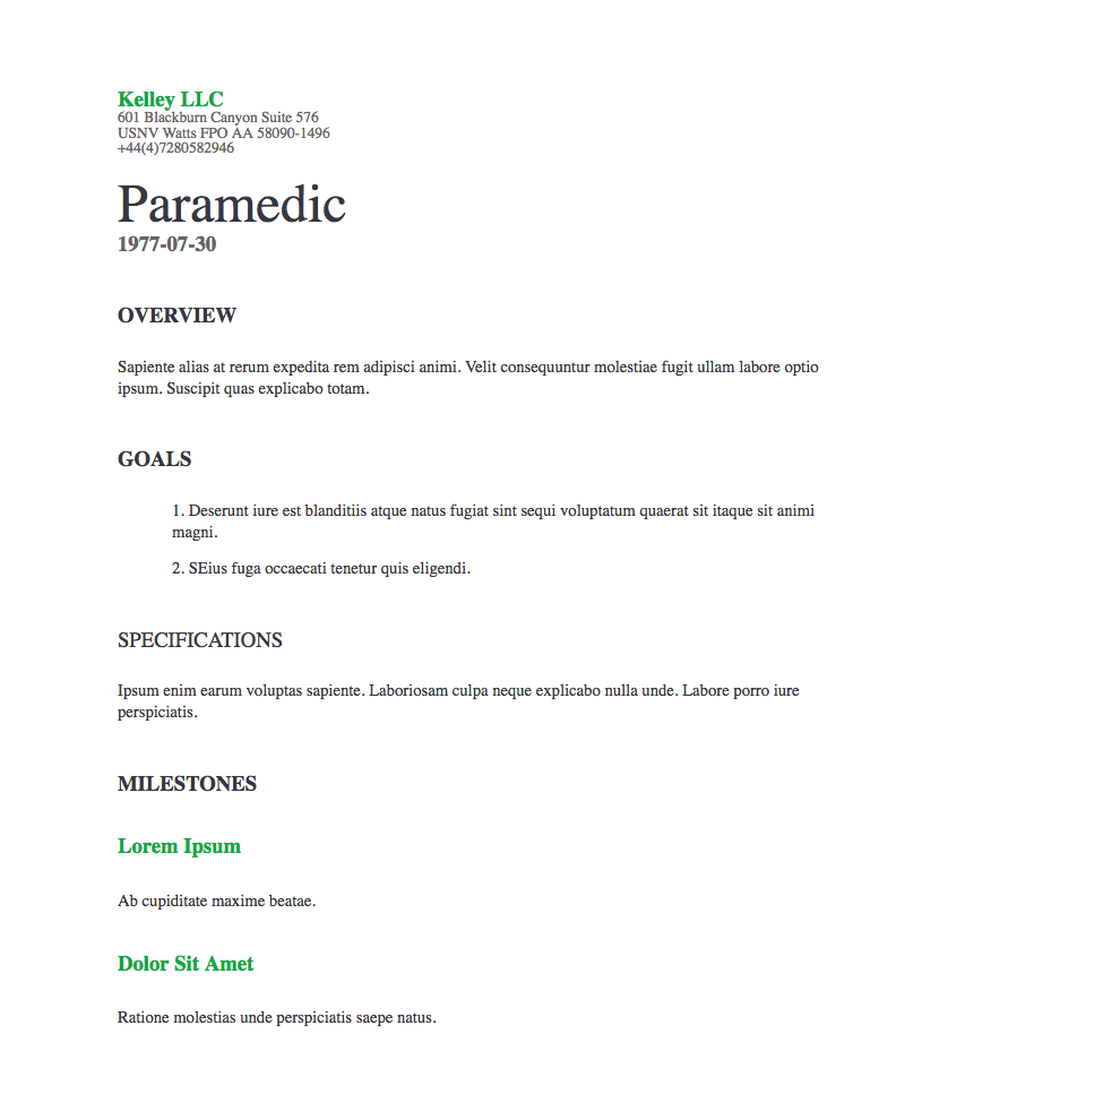 Kelley LLC
601 Blackburn Canyon Suite 576
USNV Watts FPO AA 58090-1496
+44(4)7280582946
Paramedic
1977-07-30
OVERVIEW
Sapiente alias at rerum expedita rem adipisci animi. Velit consequuntur molestiae fugit ullam labore optio
ipsum. Suscipit quas explicabo totam.
GOALS
1. Deserunt iure est blanditiis atque natus fugiat sint sequi voluptatum quaerat sit itaque sit animi
magni.
2. SEius fuga occaecati tenetur quis eligendi.
SPECIFICATIONS
Ipsum enim earum voluptas sapiente. Laboriosam culpa neque explicabo nulla unde. Labore porro iure
perspiciatis.
MILESTONES
Lorem Ipsum
Ab cupiditate maxime beatae.
Dolor Sit Amet
Ratione molestias unde perspiciatis saepe natus.